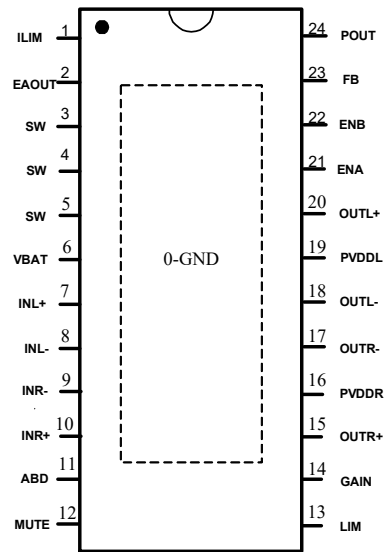 ILIM 1
EAOUT 2
SW 3
SW 4
SW 5
VBAT 6
INL+ 7
INL- 8
INR- 9
INR+ 10
ABD 11
MUTE 12
0-GND
24 POUT
23 FB
22 ENB
21 ENA
20 OUTL+
19 PVDDL
18 OUTL-
17 OUTR-
16 PVDDR
15 OUTR+
14 GAIN
13 LIM